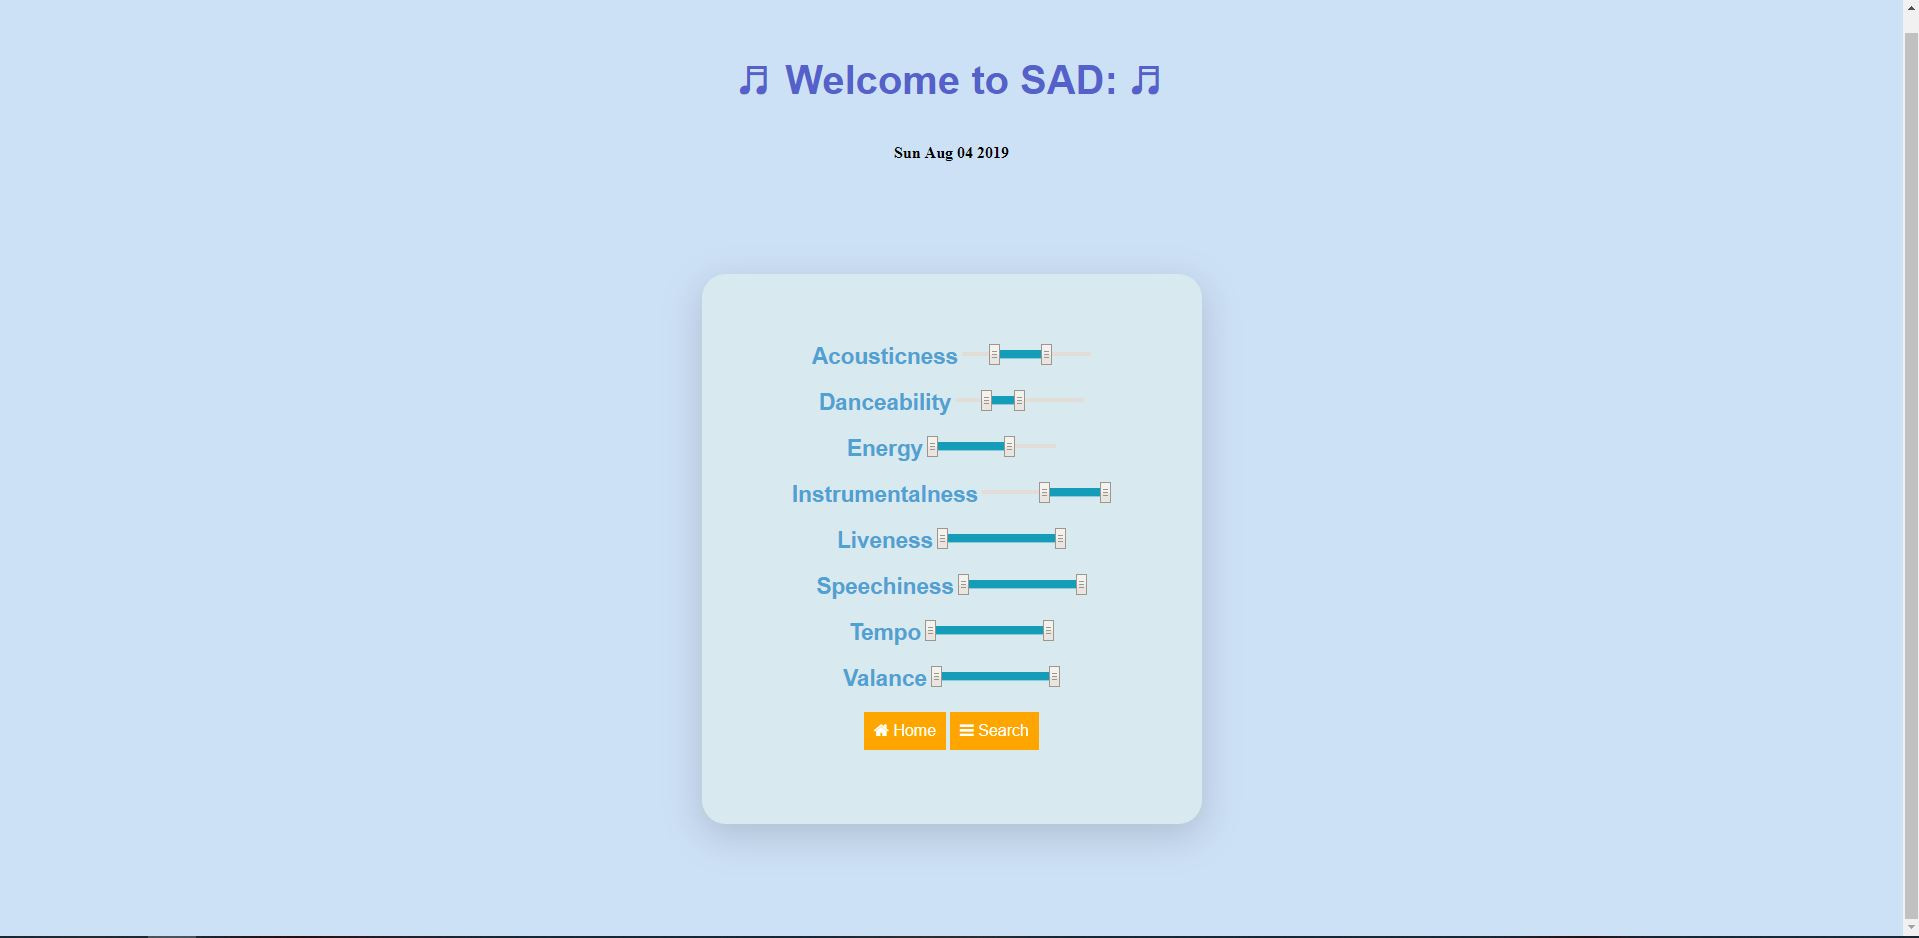 ♬ Welcome to SAD: ♬
Sun Aug 04 2019
Acousticness
Danceability
Energy
Instrumentalness
Liveness
Speechiness
Tempo
Valance
Home Search